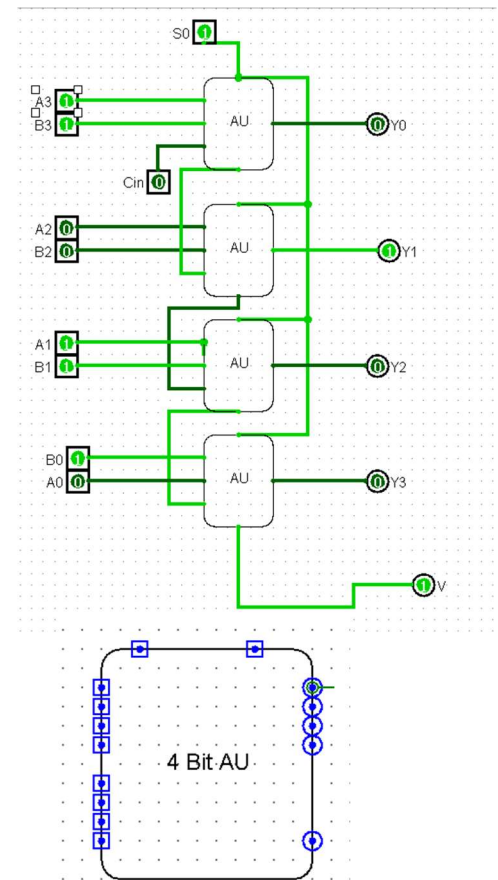 S0 1
A3 1
B3 1
AU
0 Y0
Cin 0
A2 0
B2 0
AU
1 Y1
A1 1
B1 1
AU
0 Y2
B0 1
A0 0
AU
0 Y3
1 V
4 Bit AU